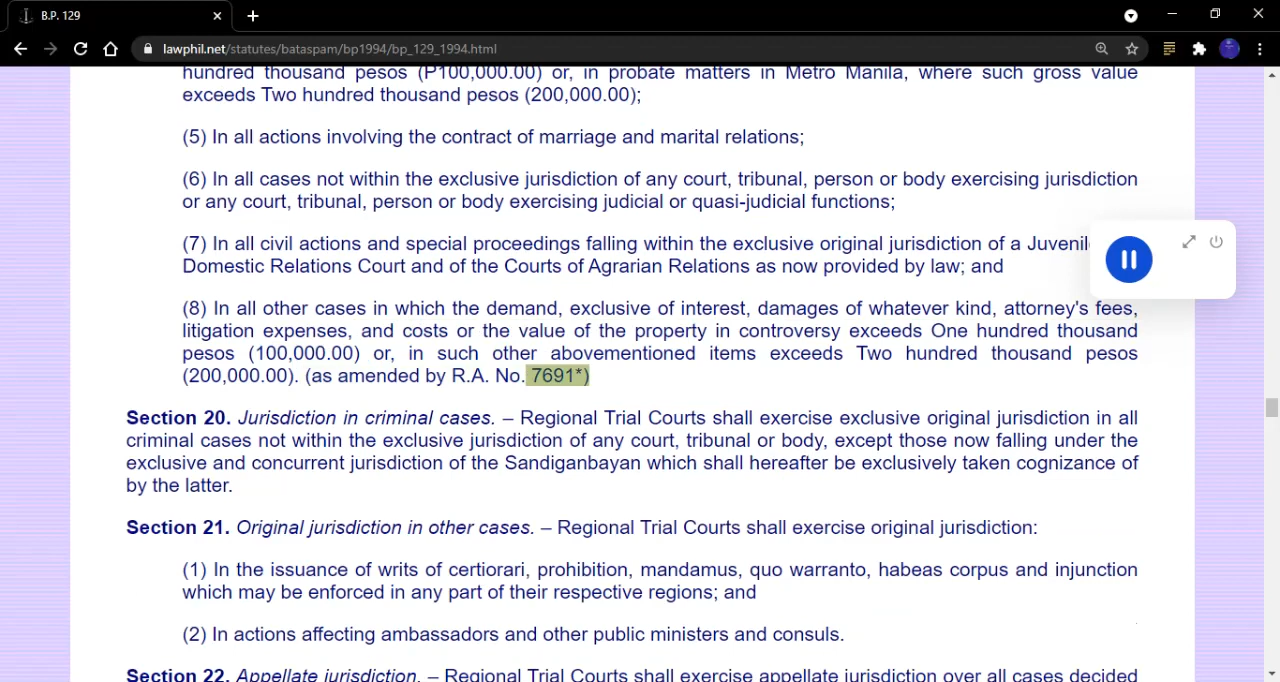 B.P. 129
lawphil.net/statutes/bataspam/bp1994/bp_129_1994.html
hundred thousand pesos (P100,000.00) or, in probate matters in Metro Manila, where such gross value
exceeds Two hundred thousand pesos (200,000.00);
(5) In all actions involving the contract of marriage and marital relations;
(6) In all cases not within the exclusive jurisdiction of any court, tribunal, person or body exercising jurisdiction
or any court, tribunal, person or body exercising judicial or quasi-judicial functions;
(7) In all civil actions and special proceedings falling within the exclusive original jurisdiction of a
Domestic Relations Court and of the Courts of Agrarian Relations as now provided by law; and
(8) In all other cases in which the demand, exclusive of interest, damages of whatever kind, attorney's fees,
litigation expenses, and costs or the value of the property in controversy exceeds One hundred thousand
pesos (100,000.00) or, in such other abovementioned items exceeds Two hundred thousand pesos
(200,000.00). (as amended by R.A. No. 7691*)
Section 20. Jurisdiction in criminal cases. – Regional Trial Courts shall exercise exclusive original jurisdiction in all
criminal cases not within the exclusive jurisdiction of any court, tribunal or body, except those now falling under the
exclusive and concurrent jurisdiction of the Sandiganbayan which shall hereafter be exclusively taken cognizance of
by the latter.
Section 21. Original jurisdiction in other cases. – Regional Trial Courts shall exercise original jurisdiction:
(1) In the issuance of writs of certiorari, prohibition, mandamus, quo warranto, habeas corpus and injunction
which may be enforced in any part of their respective regions; and
(2) In actions affecting ambassadors and other public ministers and consuls.
Section 22. Appellate jurisdiction. – Regional Trial Courts shall exercise appellate jurisdiction over all cases decided